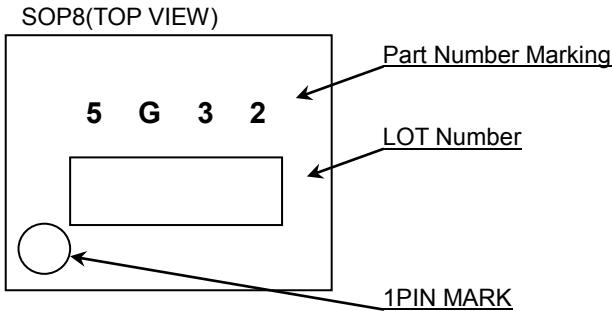 SOP8(TOP VIEW)
Part Number Marking
5 G 3 2
LOT Number
1PIN MARK